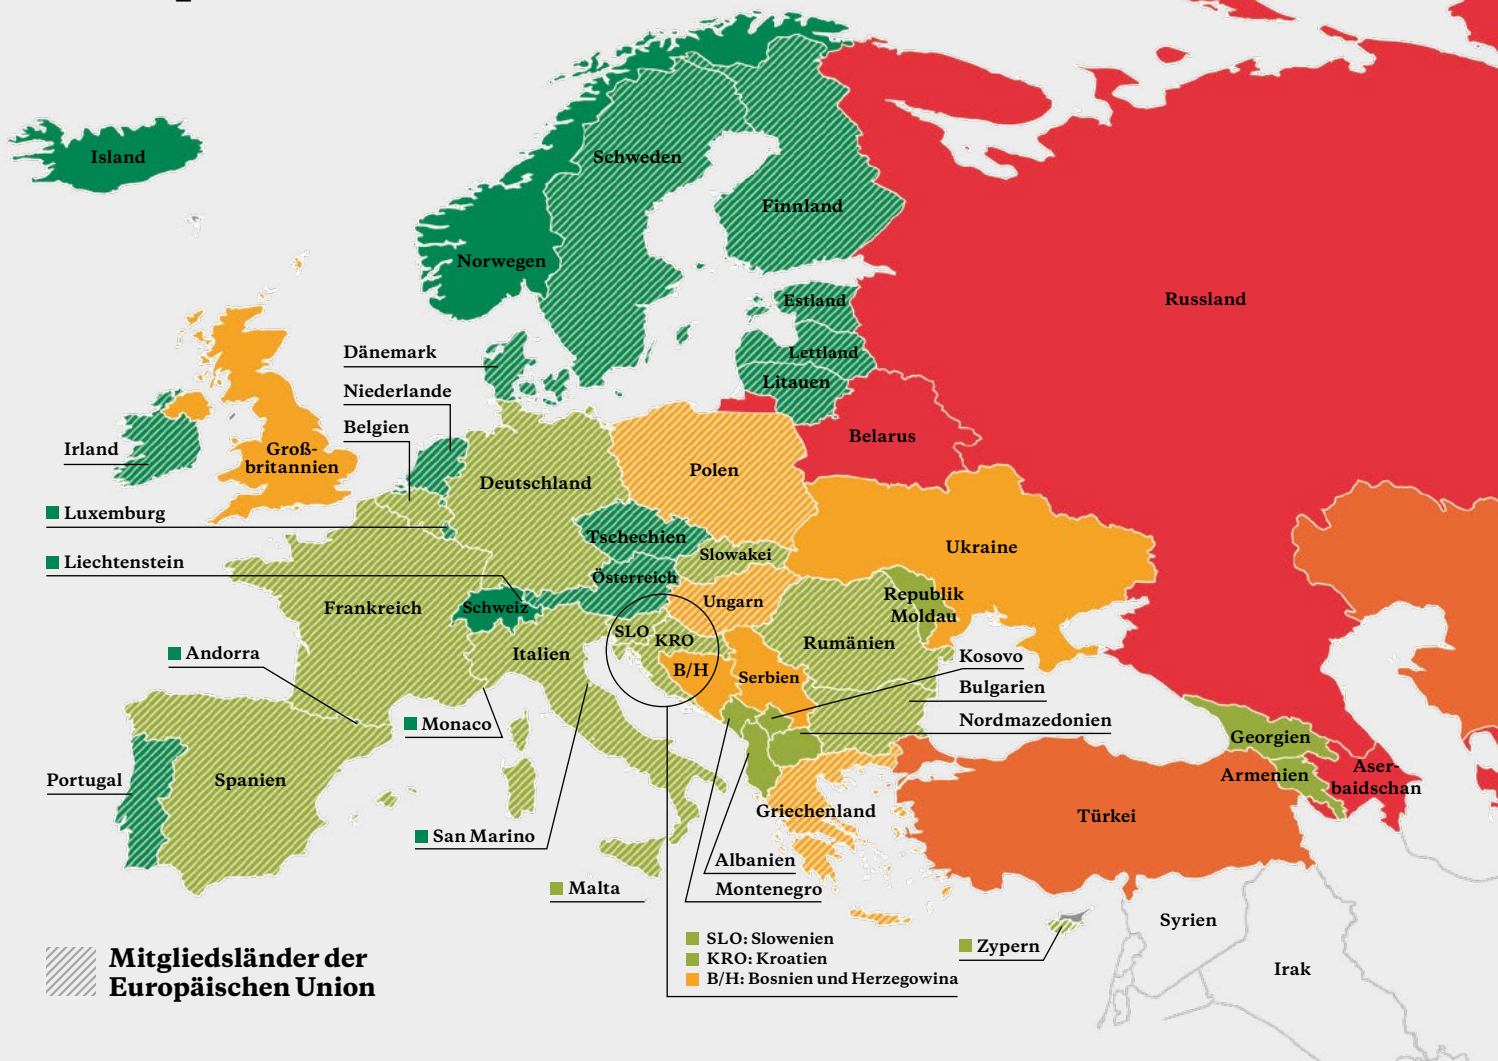 Island
Schweden
Finnland
Norwegen
Russland
Estland
Lettland
Litauen
Dänemark
Niederlande
Belgien
Irland
Groß-
britannien
Belarus
Polen
Deutschland
Luxemburg
Tschechien
Slowakei
Ukraine
Liechtenstein
Österreich
Ungarn
Republik
Moldau
Frankreich
Schweiz
SLO
KRO
Rumänien
Italien
Andorra
B/H
Serbien
Kosovo
Bulgarien
Monaco
Nordmazedonien
Georgien
Armenien
Aser-
baidschan
Portugal
Spanien
Griechenland
Türkei
San Marino
Albanien
Malta
Montenegro
Syrien
SLO: Slowenien
KRO: Kroatien
B/H: Bosnien und Herzegowina
Zypern
Irak
Mitgliedsländer der
Europäischen Union